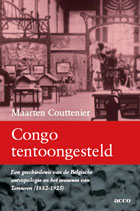 Maarten Couttenier
Congo
tentoongesteld
Een geschiedenis van de Belgische
antropologie en het museum van
Tervuren (1882-1925)
acco